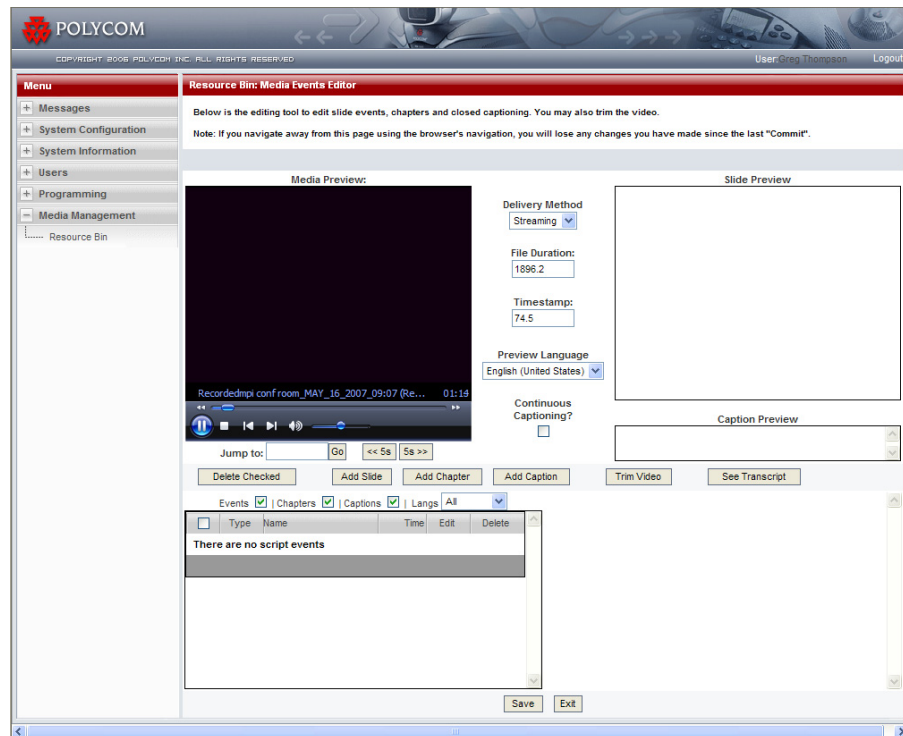 POLYCOM
COPYRIGHT 2006 POLYCOM INC. ALL RIGHTS RESERVED
User:Greg Thompson Logout
Menu
Messages
System Configuration
System Information
Users
Programming
Media Management
Resource Bin
Resource Bin: Media Events Editor
Below is the editing tool to edit slide events, chapters and closed captioning. You may also trim the video.
Note: If you navigate away from this page using the browser's navigation, you will lose any changes you have made since the last "Commit".
Media Preview:
Recordedmpi conf room_MAY_16_2007_09:07 (Re... 01:14
Jump to: Go << 5s 5s >>
Delivery Method
Streaming
File Duration:
1896.2
Timestamp:
74.5
Preview Language
English (United States)
Continuous
Captioning?
Slide Preview
Caption Preview
Delete Checked Add Slide Add Chapter Add Caption Trim Video See Transcript
Events | Chapters | Captions | Langs All
Type Name Time Edit Delete
There are no script events
Save Exit